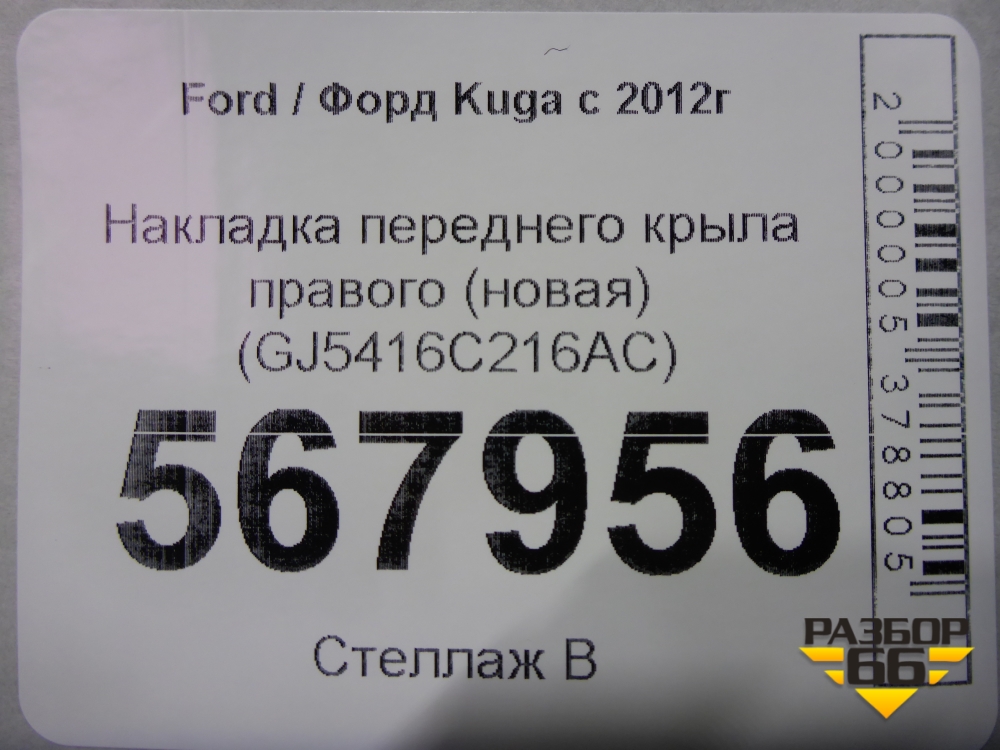 Ford / Форд Kuga с 2012г
Накладка переднего крыла
правого (новая)
(GJ5416C216AC)
567956
Стеллаж В
2000005378805
РАЗБОР
66